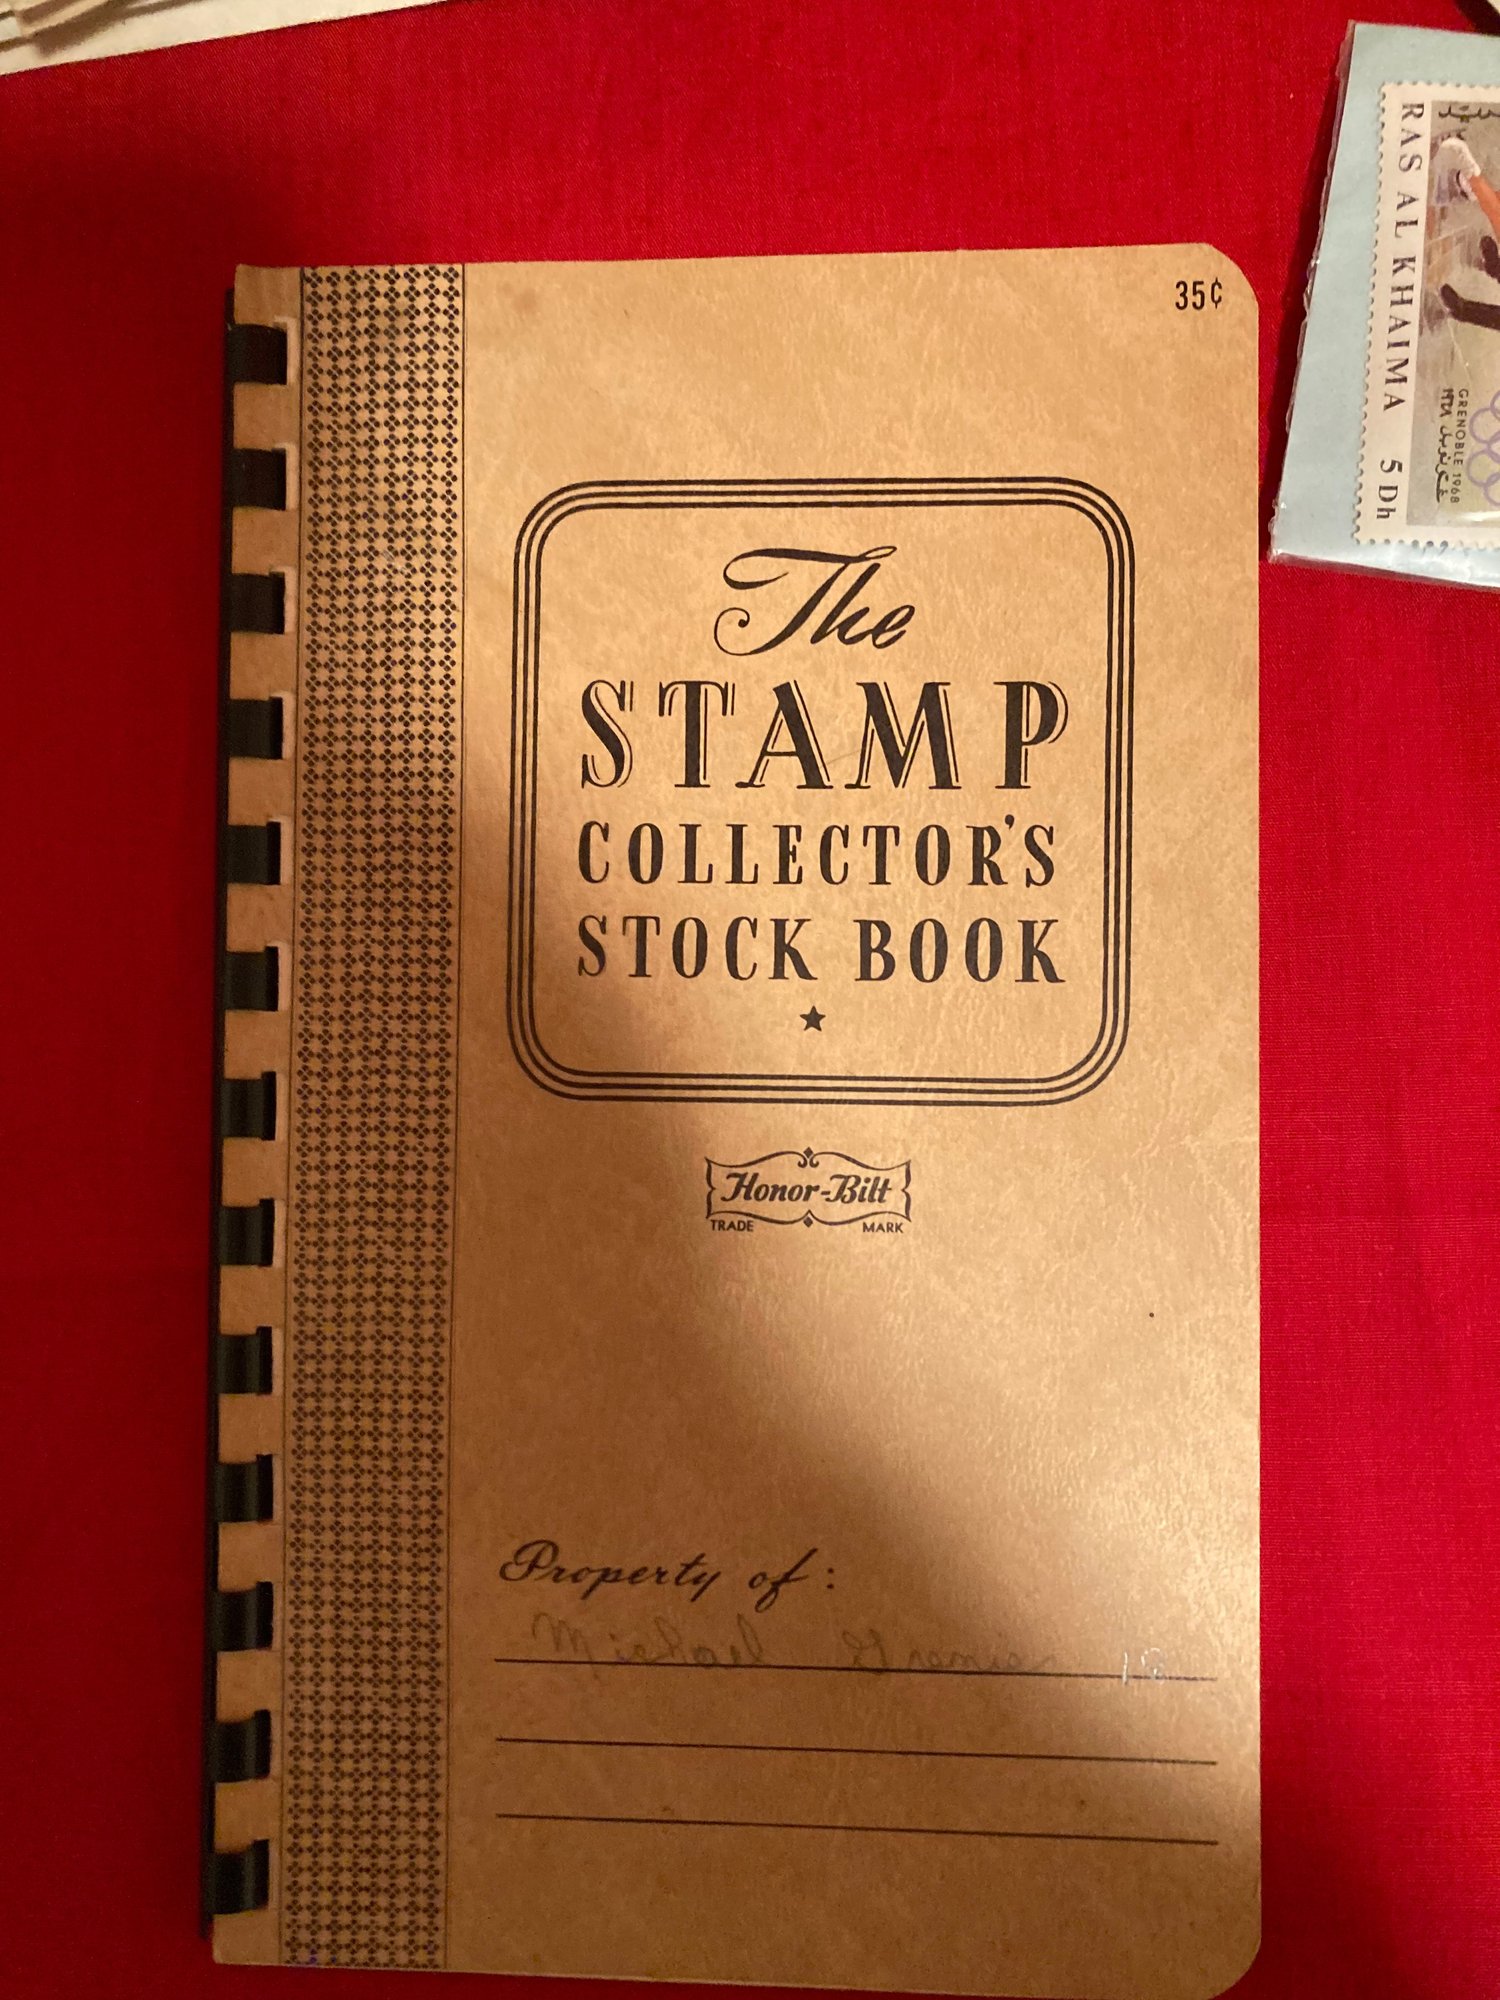 35¢
The
STAMP
COLLECTOR'S
STOCK BOOK
Honor-Bilt
TRADE MARK
Property of:
Michael
RAS AL KHAIMA 5 Dh
GRENOBLE 1968